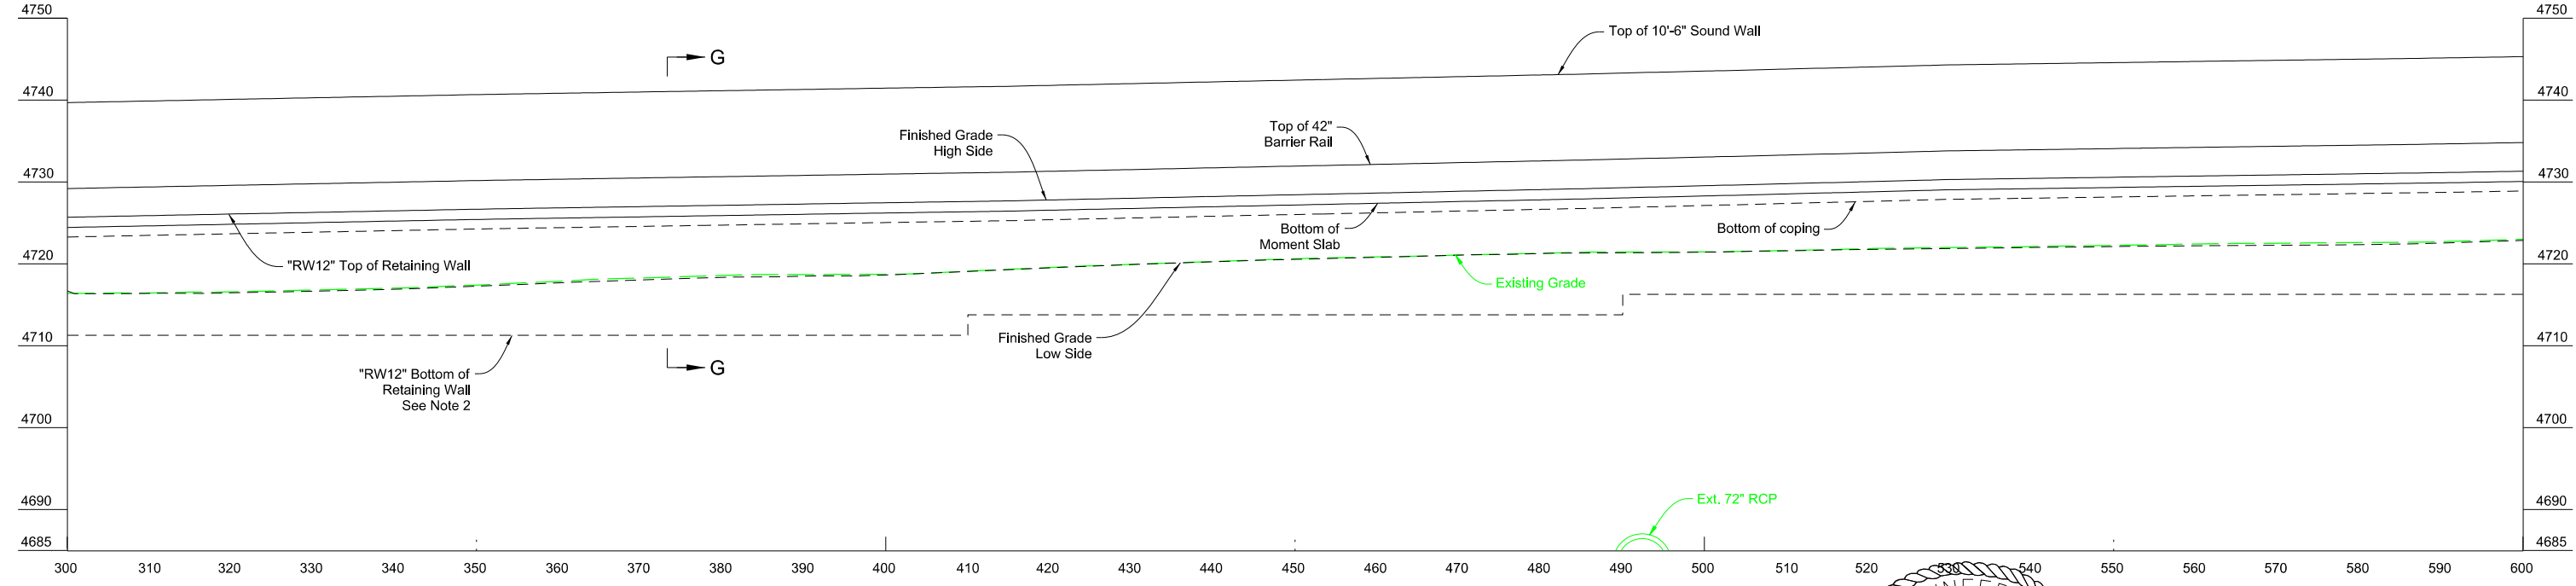 4750
4750
Top of 10'-6" Sound Wall
G
4740
4740
Top of 42"
Barrier Rail
Finished Grade
High Side
4730
4730
Bottom of
Moment Slab
Bottom of coping
"RW12" Top of Retaining Wall
4720
4720
Existing Grade
Finished Grade
Low Side
4710
4710
G
"RW12" Bottom of
Retaining Wall
See Note 2
4700
4700
Ext. 72" RCP
4690
4690
4685
4685
300 310 320 330 340 350 360 370 380 390 400 410 420 430 440 450 460 470 480 490 500 510 520 530 540 550 560 570 580 590 600